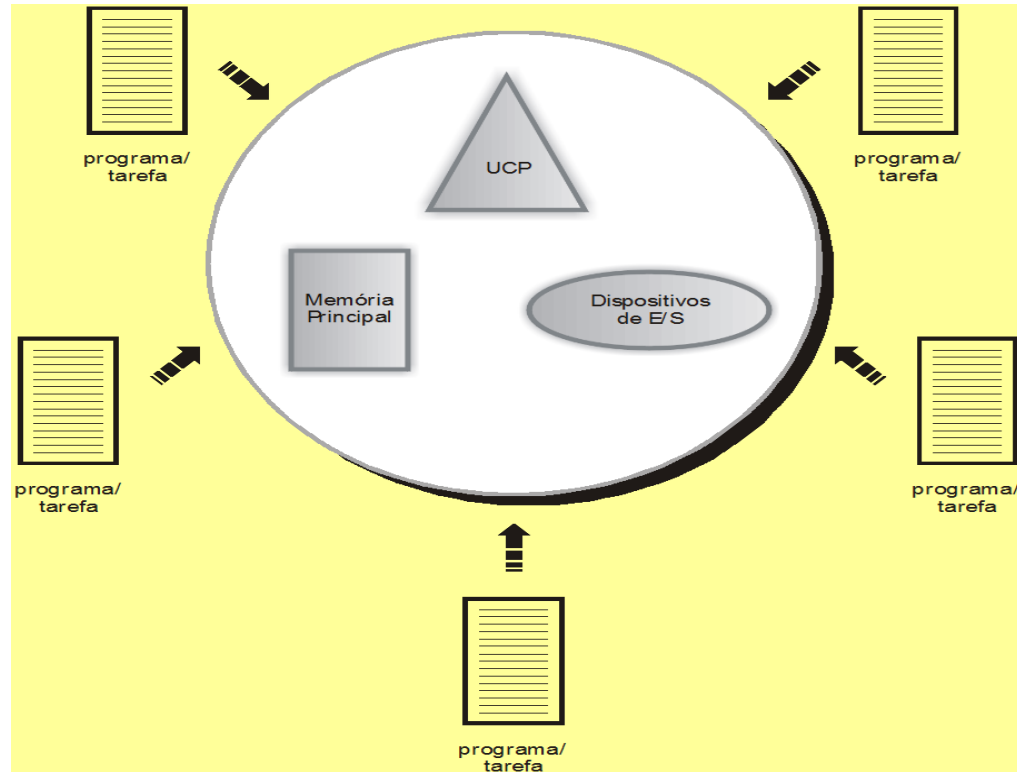 programa/
tarefa
programa/
tarefa
UCP
Memória
Principal
Dispositivos
de E/S
programa/
tarefa
programa/
tarefa
programa/
tarefa